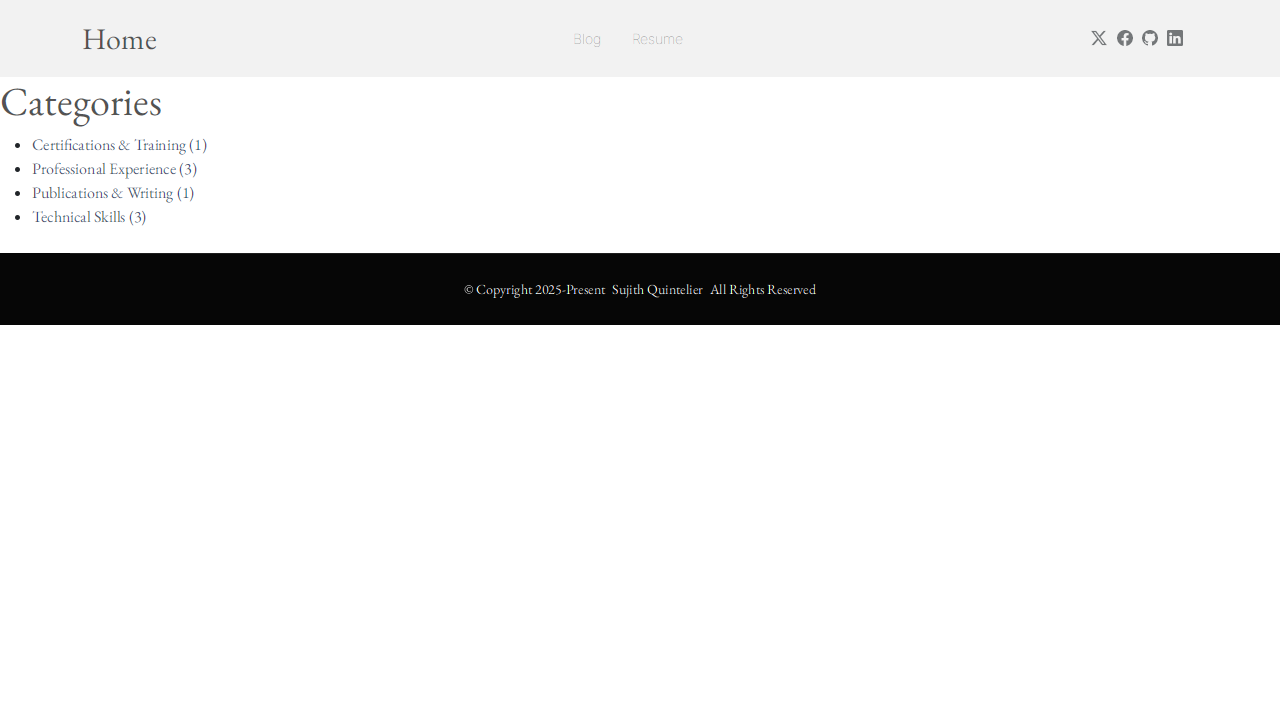 Home
Blog
Resume
Categories
Certifications & Training (1)
Professional Experience (3)
Publications & Writing (1)
Technical Skills (3)
© Copyright 2025-Present Sujith Quintelier All Rights Reserved